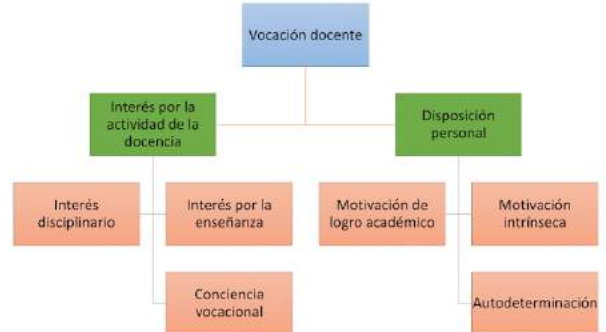 Vocación docente
Interés por la
actividad de la
docencia
Disposición
personal
Interés
disciplinario
Interés por la
enseñanza
Motivación de
logro académico
Motivación
intrínseca
Conciencia
vocacional
Autodeterminación